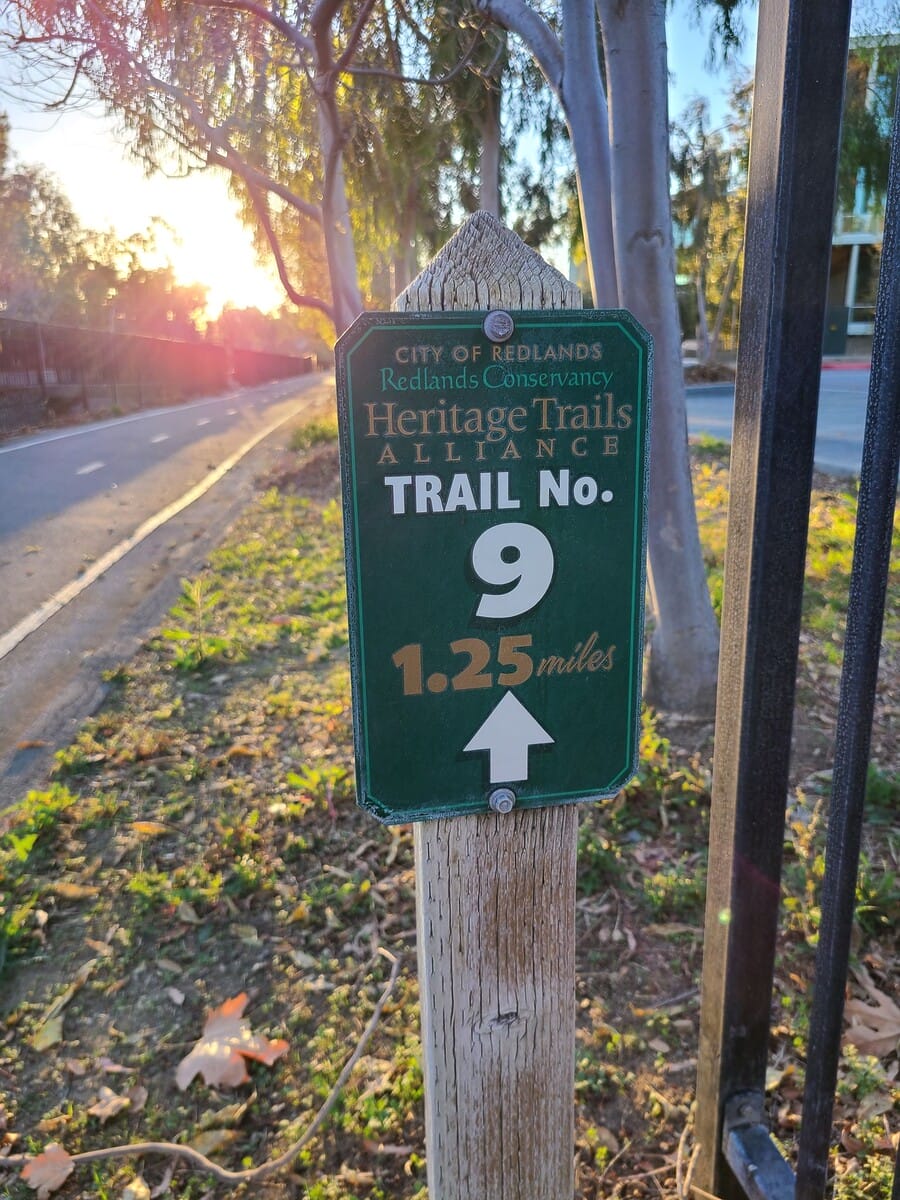 CITY OF REDLANDS
Redlands Conservancy
Heritage Trails
ALLIANCE
TRAIL No.
9
1.25 miles